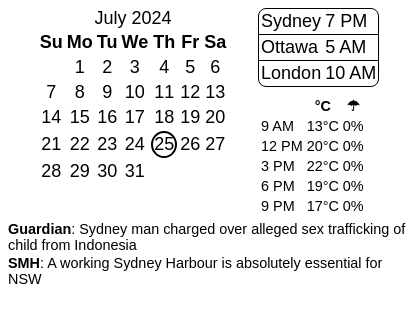 July 2024
Su Mo Tu We Th Fr Sa
1 2 3 4 5 6
7 8 9 10 11 12 13
14 15 16 17 18 19 20
21 22 23 24 25 26 27
28 29 30 31
Sydney 7 PM
Ottawa 5 AM
London 10 AM
°C ☂
9 AM 13°C 0%
12 PM 20°C 0%
3 PM 22°C 0%
6 PM 19°C 0%
9 PM 17°C 0%
Guardian: Sydney man charged over alleged sex trafficking of
child from Indonesia
SMH: A working Sydney Harbour is absolutely essential for
NSW